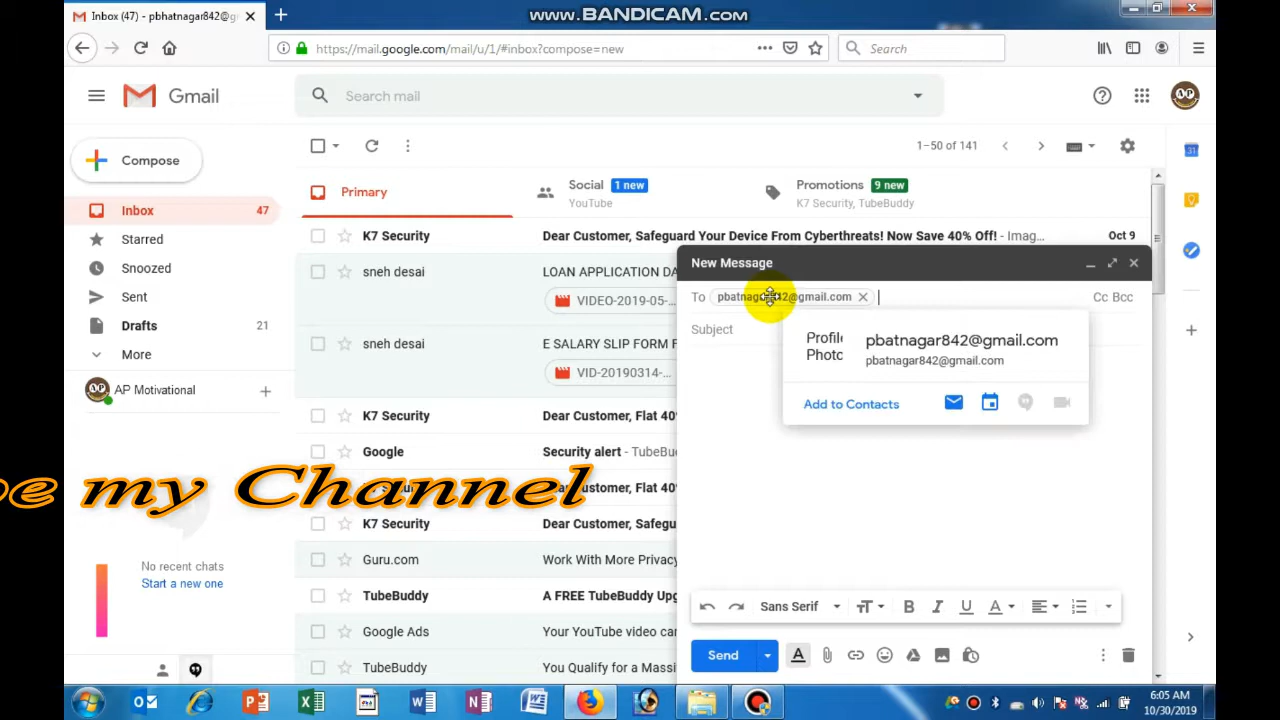 www.BANDICAM.com
Inbox (47) - pbhatnagar842@g
https://mail.google.com/mail/u/1/#inbox?compose=new
Search
Gmail
Search mail
Compose
1–50 of 141
Inbox 47
Starred
Snoozed
Sent
Drafts 21
More
AP Motivational
No recent chats
Start a new one
Primary
Social 1 new
YouTube
Promotions 9 new
K7 Security, TubeBuddy
K7 Security Dear Customer, Safeguard Your Device From Cyberthreats! Now Save 40% Off! - Imag... Oct 9
sneh desai LOAN APPLICATION DA
VIDEO-2019-05-...
sneh desai E SALARY SLIP FORM F
VID-20190314-...
K7 Security Dear Customer, Flat 40
Google Security alert - TubeBu
Customer, Flat 40
K7 Security Dear Customer, Safegu
Guru.com Work With More Privacy
TubeBuddy A FREE TubeBuddy Upg
Google Ads Your YouTube video car
TubeBuddy You Qualify for a Massi
be my Channel
New Message
To pbatnagar842@gmail.com Cc Bcc
Subject
Profile
Photo
pbatnagar842@gmail.com
pbatnagar842@gmail.com
Add to Contacts
Sans Serif
Send
6:05 AM
10/30/2019